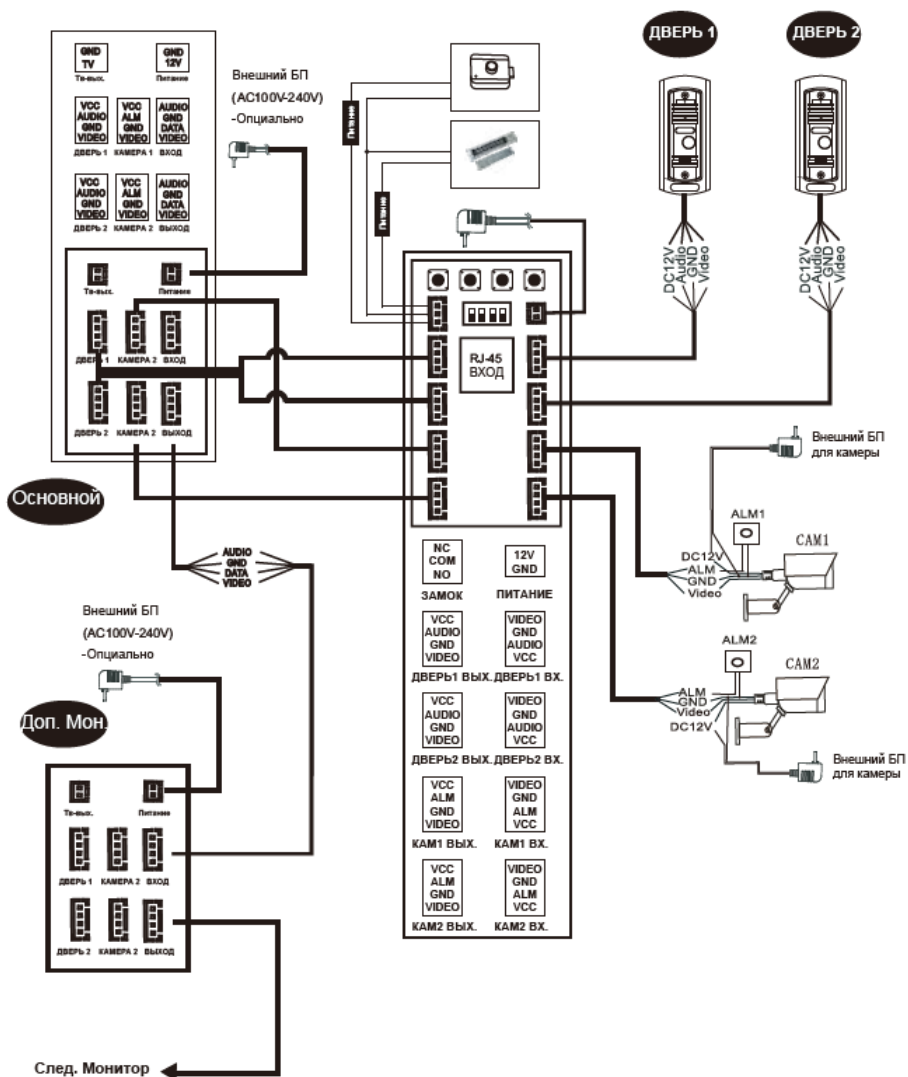 ДВЕРЬ 1
ДВЕРЬ 2
GND
TV
Тв-вых.
GND
12V
Питание
VCC
AUDIO
GND
VIDEO
ДВЕРЬ 1
VCC
ALM
GND
VIDEO
КАМЕРА 1
AUDIO
GND
DATA
VIDEO
ВХОД
VCC
AUDIO
GND
VIDEO
ДВЕРЬ 2
VCC
ALM
GND
VIDEO
КАМЕРА 2
AUDIO
GND
DATA
VIDEO
ВЫХОД
Внешний БП
(AC100V-240V)
-Опциально
Питание
Питание
Тв-вых.
Питание
ДВЕРЬ 1
КАМЕРА 2
ВХОД
ДВЕРЬ 2
КАМЕРА 2
ВЫХОД
Основной
RJ-45
ВХОД
DC12V
Audio
GND
Video
DC12V
Audio
GND
Video
Внешний БП
для камеры
ALM1
CAM1
DC12V
ALM
GND
Video
ALM2
CAM2
ALM
GND
Video
DC12V
Внешний БП
для камеры
AUDIO
GND
DATA
VIDEO
NC
COM
NO
ЗАМОК
12V
GND
ПИТАНИЕ
VCC
AUDIO
GND
VIDEO
ДВЕРЬ1 ВЫХ.
VIDEO
GND
AUDIO
VCC
ДВЕРЬ1 ВХ.
VCC
AUDIO
GND
VIDEO
ДВЕРЬ2 ВЫХ.
VIDEO
GND
AUDIO
VCC
ДВЕРЬ2 ВХ.
VCC
ALM
GND
VIDEO
КАМ1 ВЫХ.
VIDEO
GND
ALM
VCC
КАМ1 ВХ.
VCC
ALM
GND
VIDEO
КАМ2 ВЫХ.
VIDEO
GND
ALM
VCC
КАМ2 ВХ.
Внешний БП
(AC100V-240V)
-Опциально
Доп. Мон.
Тв-вых.
Питание
ДВЕРЬ 1
КАМЕРА 2
ВХОД
ДВЕРЬ 2
КАМЕРА 2
ВЫХОД
След. Монитор